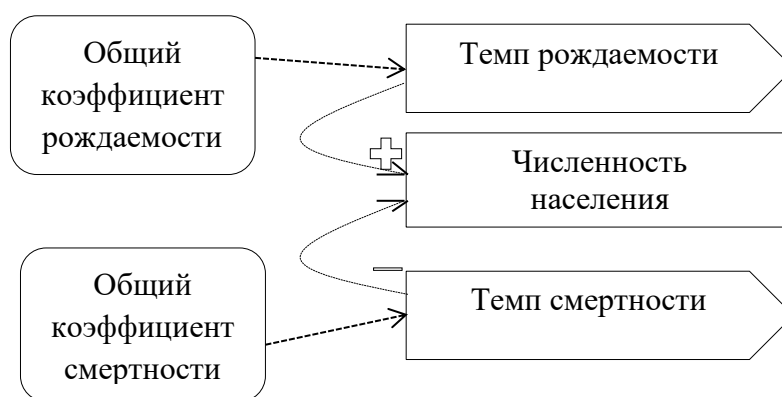 Общий
коэффициент
рождаемости
Темп рождаемости
Численность
населения
Общий
коэффициент
смертности
Темп смертности